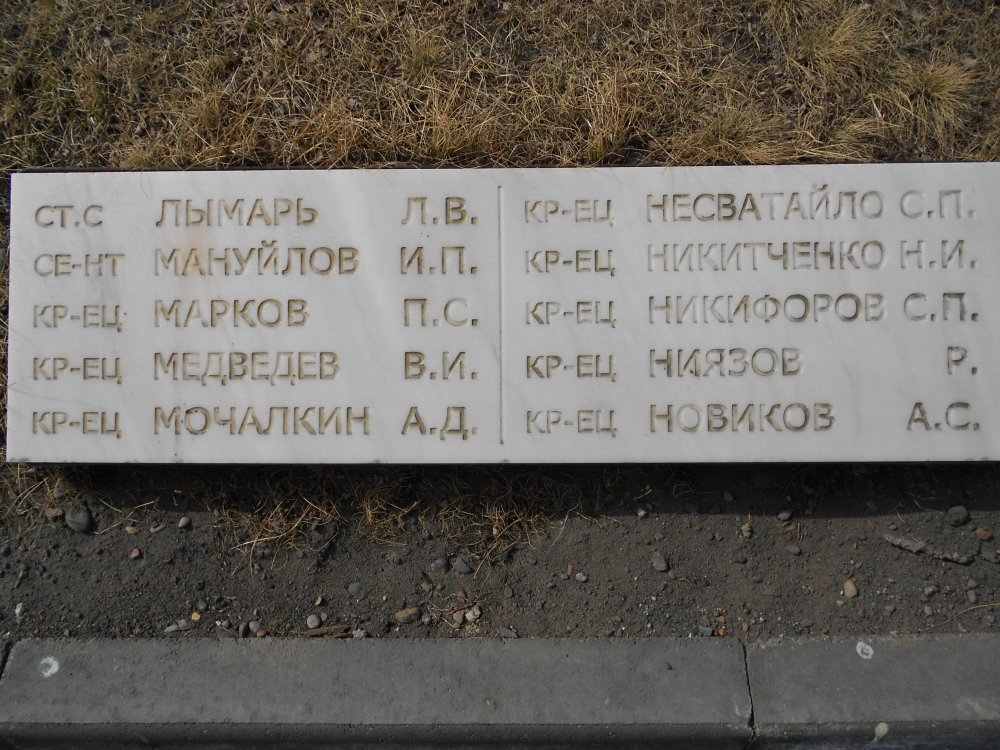 СТ.С ЛЫМАРЬ Л.В.
СЕ-НТ МАНУЙЛОВ И.П.
КР-ЕЦ МАРКОВ П.С.
КР-ЕЦ МЕДВЕДЕВ В.И.
КР-ЕЦ МОЧАЛКИН А.Д.
КР-ЕЦ НЕСВАТАЙЛО С.П.
КР-ЕЦ НИКИТЧЕНКО Н.И.
КР-ЕЦ НИКИФОРОВ С.П.
КР-ЕЦ НИЯЗОВ Р.
КР-ЕЦ НОВИКОВ А.С.